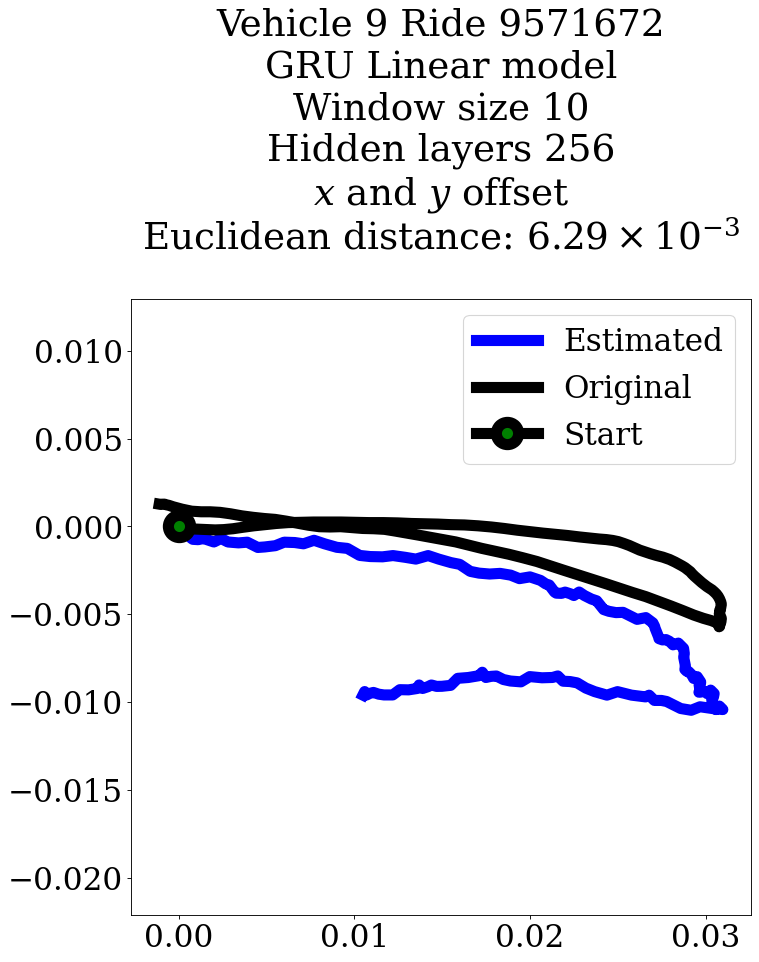 Vehicle 9 Ride 9571672
GRU Linear model
Window size 10
Hidden layers 256
x and y offset
Euclidean distance: 6.29 × 10⁻³
Estimated
Original
Start
0.010
0.005
0.000
−0.005
−0.010
−0.015
−0.020
0.00 0.01 0.02 0.03